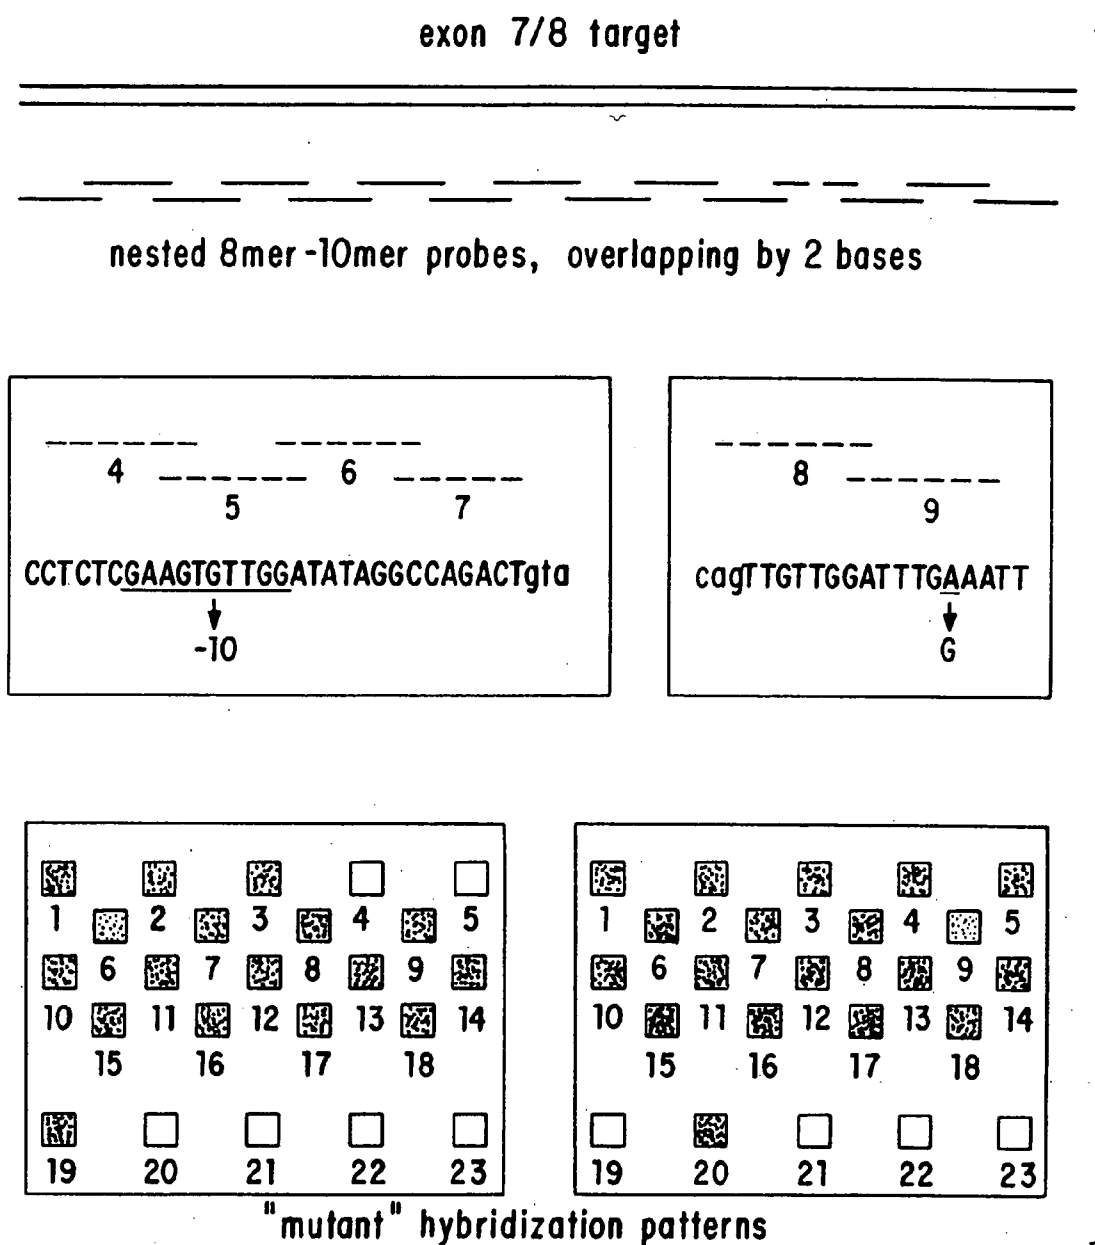 exon 7/8 target
nested 8mer-10mer probes, overlapping by 2 bases
4 6
5 7
CCTCTCGAAGTGTTGGATATAGGCCAGACTgta
-10
8
9
cagTTGTTGGATTTGAAATT
G
1 2 3 4 5
6 7 8 9
10 11 12 13 14
15 16 17 18
19 20 21 22 23
1 2 3 4 5
6 7 8 9
10 11 12 13 14
15 16 17 18
19 20 21 22 23
"mutant" hybridization patterns